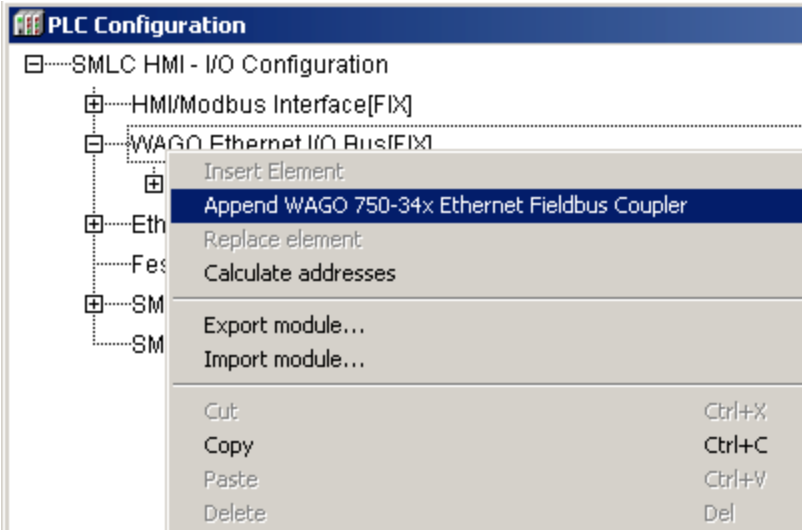 PLC Configuration
SMLC HMI - I/O Configuration
HMI/Modbus Interface[FIX]
WAGO Ethernet I/O Bus[FIX]
Insert Element
Append WAGO 750-34x Ethernet Fieldbus Coupler
Eth
Replace element
Fes
Calculate addresses
SM
Export module...
SM
Import module...
Cut Ctrl+X
Copy Ctrl+C
Paste Ctrl+V
Delete Del